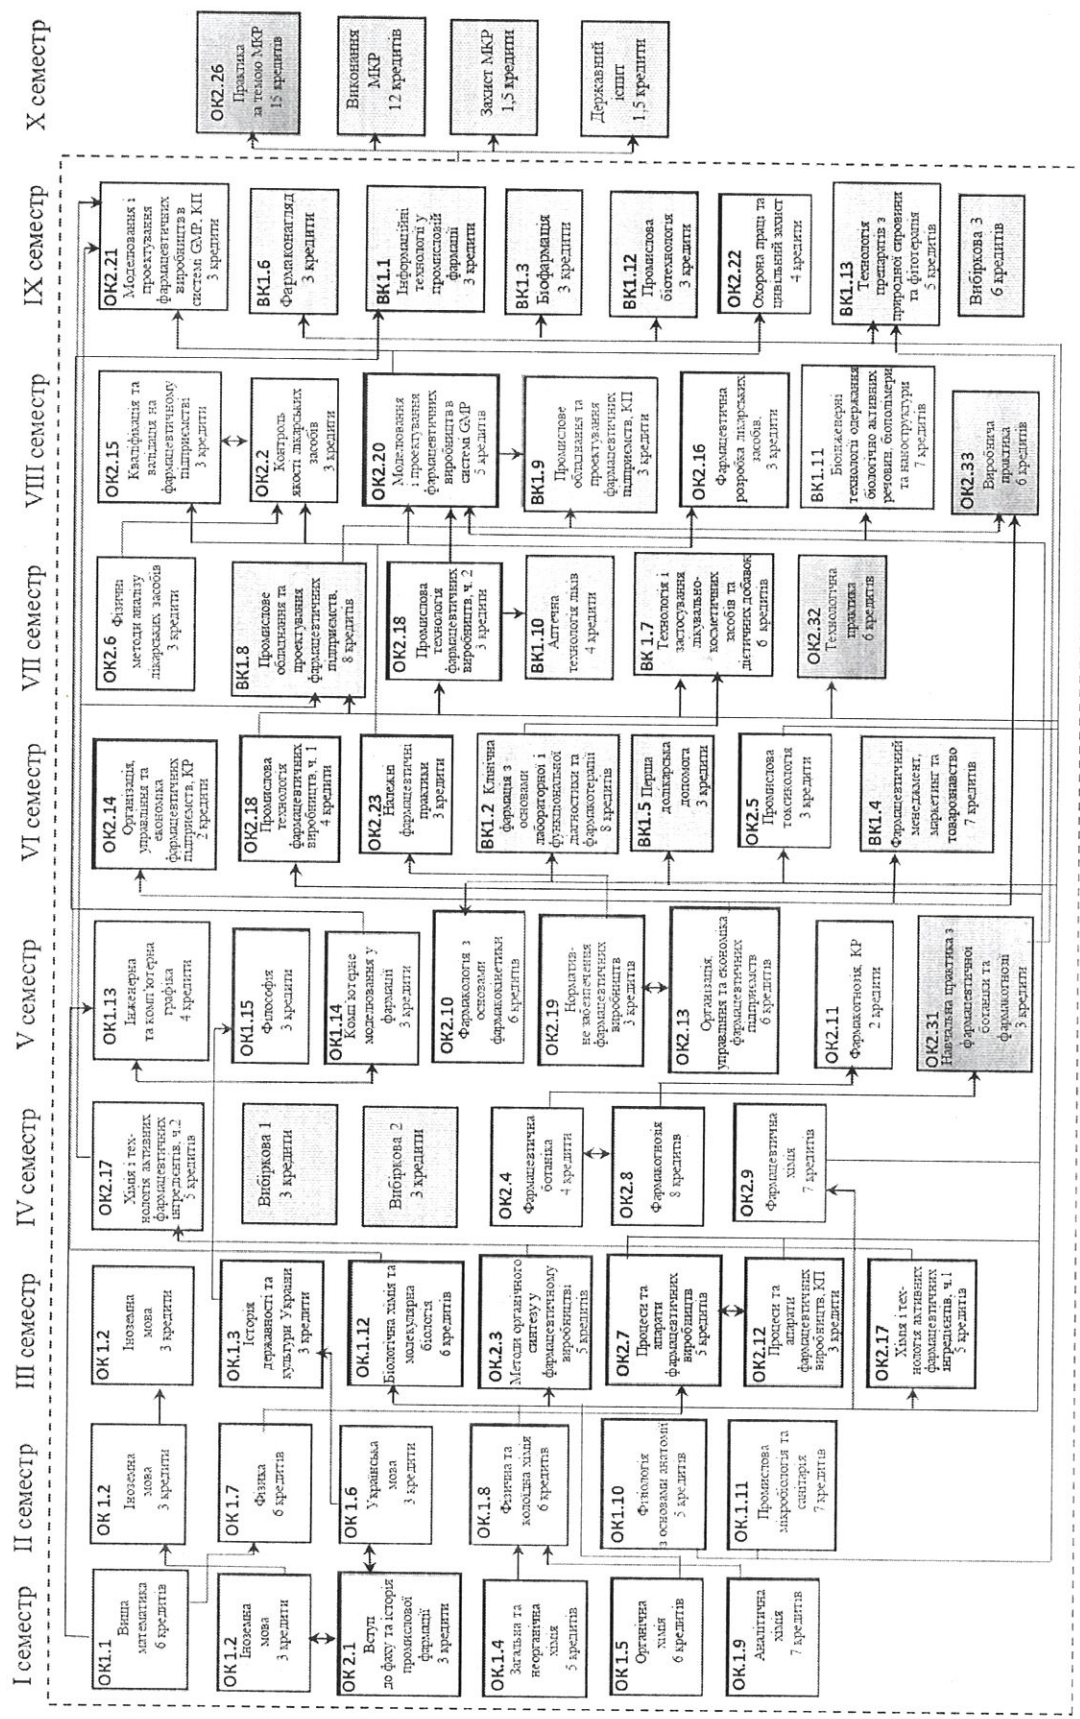 I семестр
ОК1.1 Вища
математика
6 кредитів
ОК 1.2
Іноземна
мова
3 кредити
ОК 2.1
Вступ
до фаху та історія
промислової
фармації
3 кредити
ОК.1.4
Загальна та
неорганічна
хімія
5 кредитів
ОК 1.5
Органічна
хімія
6 кредитів
ОК.1.9
Аналітична
хімія
7 кредитів
II семестр
ОК 1.2
Іноземна
мова
3 кредити
ОК 1.7
Фізика
6 кредитів
ОК 1.6
Українська
мова
3 кредити
ОК.1.8
Фізична та
колоїдна хімія
6 кредитів
ОК1.10
Фізіологія
з основами анатомії
5 кредитів
ОК.1.11
Промислова
мікробіологія та
санітарія
7 кредитів
III семестр
ОК 1.2
Іноземна
мова
3 кредити
ОК.1.3
Історія
державності та
культури України
3 кредити
ОК.1.12
Біологічна хімія та
молекулярна
біологія
6 кредитів
ОК.2.3
Методи органічного
синтезу у
фармацевтичному
виробництві
5 кредитів
ОК2.7
Процеси та
апарати
фармацевтичних
виробництв
5 кредитів
ОК2.12
Процеси та
апарати
фармацевтичних
виробництв, КП
3 кредити
ОК2.17
Хімія і тех-
нологія активних
фармацевтичних
інгредієнтів, ч.1
5 кредитів
IV семестр
ОК2.17
Хімія і тех-
нологія активних
фармацевтичних
інгредієнтів, ч.2
5 кредитів
Вибіркова 1
3 кредити
Вибіркова 2
3 кредити
ОК2.4
Фармацевтична
ботаніка
4 кредити
ОК2.8
Фармакогнозія
8 кредитів
ОК2.9
Фармацевтична
хімія
7 кредитів
V семестр
ОК1.13
Інженерна
та комп'ютерна
графіка
4 кредити
ОК1.15
Філософія
3 кредити
ОК1.14
Комп'ютерне
моделювання у
фармації
3 кредити
ОК2.10
Фармакологія з
основами
фармакокінетики
6 кредитів
ОК2.19
Норматив-
не забезпечення
фармацевтичних
виробництв
3 кредити
ОК2.13
Організація,
управління та економіка
фармацевтичних
підприємств
6 кредитів
ОК2.11
Фармакогнозія, КР
2 кредити
ОК2.31
Навчальна практика з
фармацевтичної
ботаніки та
фармакогнозії
3 кредити
VI семестр
ОК2.14
Організація,
управління та
економіка
фармацевтичних
підприємств, КР
2 кредити
ОК2.18
Промислова
технологія
фармацевтичних
виробництв, ч. 1
4 кредити
ОК2.23
Належні
фармацевтичні
практики
3 кредити
ВК1.2 Клінічна
фармація з
основами
лабораторної і
функціональної
діагностики та
фармакотерапії
8 кредитів
ВК1.5 Перша
долікарська
допомога
3 кредити
ОК2.5
Промислова
токсикологія
3 кредити
ВК1.4
Фармацевтичний
менеджмент,
маркетинг та
товарознавство
7 кредитів
VII семестр
ОК2.6 Фізичні
методи аналізу
лікарських засобів
3 кредити
ВК1.8
Промислове
обладнання та
проектування
фармацевтичних
підприємств,
8 кредитів
ОК2.18
Промислова
технологія
фармацевтичних
виробництв, ч. 2
3 кредити
ВК1.10
Аптечна
технологія ліків
4 кредити
ВК 1.7
Технологія і
застосування
лікувально-
косметичних
засобів та
дієтичних добавок
6 кредитів
ОК2.32
Технологічна
практика
6 кредитів
VIII семестр
ОК2.15
Кваліфікація та
валідація на
фармацевтичному
підприємстві
3 кредити
ОК2.2
Контроль
якості лікарських
засобів
3 кредити
ОК2.20
Моделювання
і проектування
фармацевтичних
виробництв в
системі GMP
5 кредитів
ВК1.9
Промислове
обладнання та
проектування
фармацевтичних
підприємств, КП
3 кредити
ОК2.16
Фармацевтична
розробка лікарських
засобів.
3 кредити
ВК1.11
Біоінженерні
технології одержання
біологічно активних
речовин, біополімери
та наноструктури
7 кредитів
ОК2.33
Виробнича
практика
6 кредитів
IX семестр
ОК2.21
Моделювання і
проектування
фармацевтичних
виробництв в
системі GMP. КП
3 кредити
ВК1.6
Фармаконагляд
3 кредити
ВК1.1
Інформаційні
технології у
промисловій
фармації
3 кредити
ВК1.3
Біофармація
3 кредити
ВК1.12
Промислова
біотехнологія
3 кредити
ОК2.22
Охорона праці та
цивільний захист
4 кредити
ВК1.13
Технологія
препаратів з
природної сировини
та фітотерапія
5 кредитів
Вибіркова 3
6 кредитів
X семестр
ОК2.26
Практика
за темою МКР
15 кредитів
Виконання
МКР
12 кредитів
Захист МКР
1,5 кредити
Державний
іспит
1,5 кредити